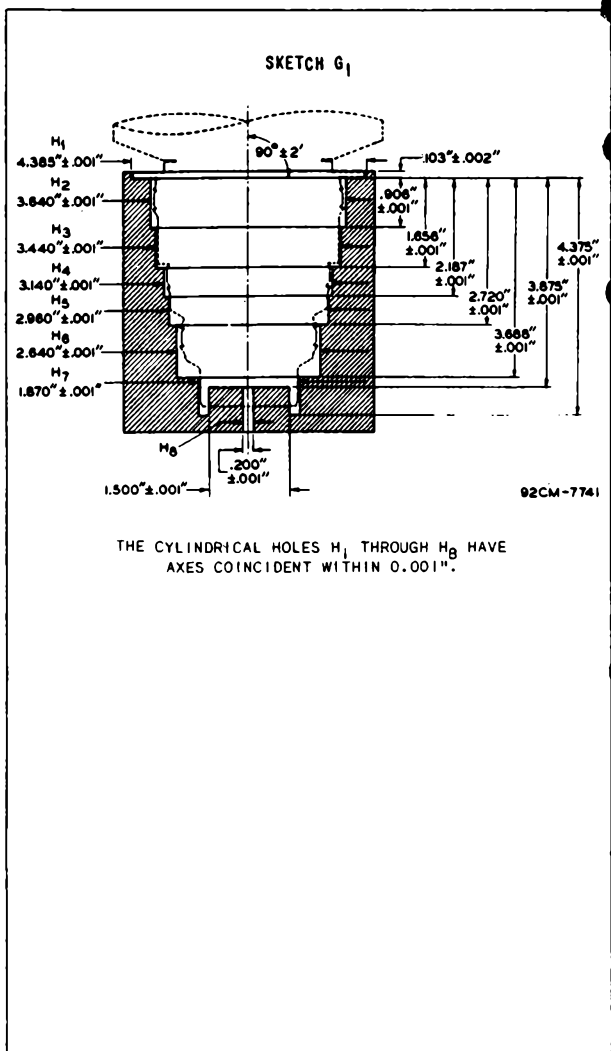 SKETCH G1
H1
4.385"±.001"
90°±2'
.103"±.002"
H2
3.640"±.001"
.906"
±.001"
H3
3.440"±.001"
1.656"
±.001"
4.375"
±.001"
H4
3.140"±.001"
2.187"
±.001"
3.875"
±.001"
H5
2.960"±.001"
2.720"
±.001"
H6
2.640"±.001"
3.688"
±.001"
H7
1.870"±.001"
H8
.200"
±.001"
1.500"±.001"
92CM-7741
THE CYLINDRICAL HOLES H1 THROUGH H8 HAVE
AXES COINCIDENT WITHIN 0.001".